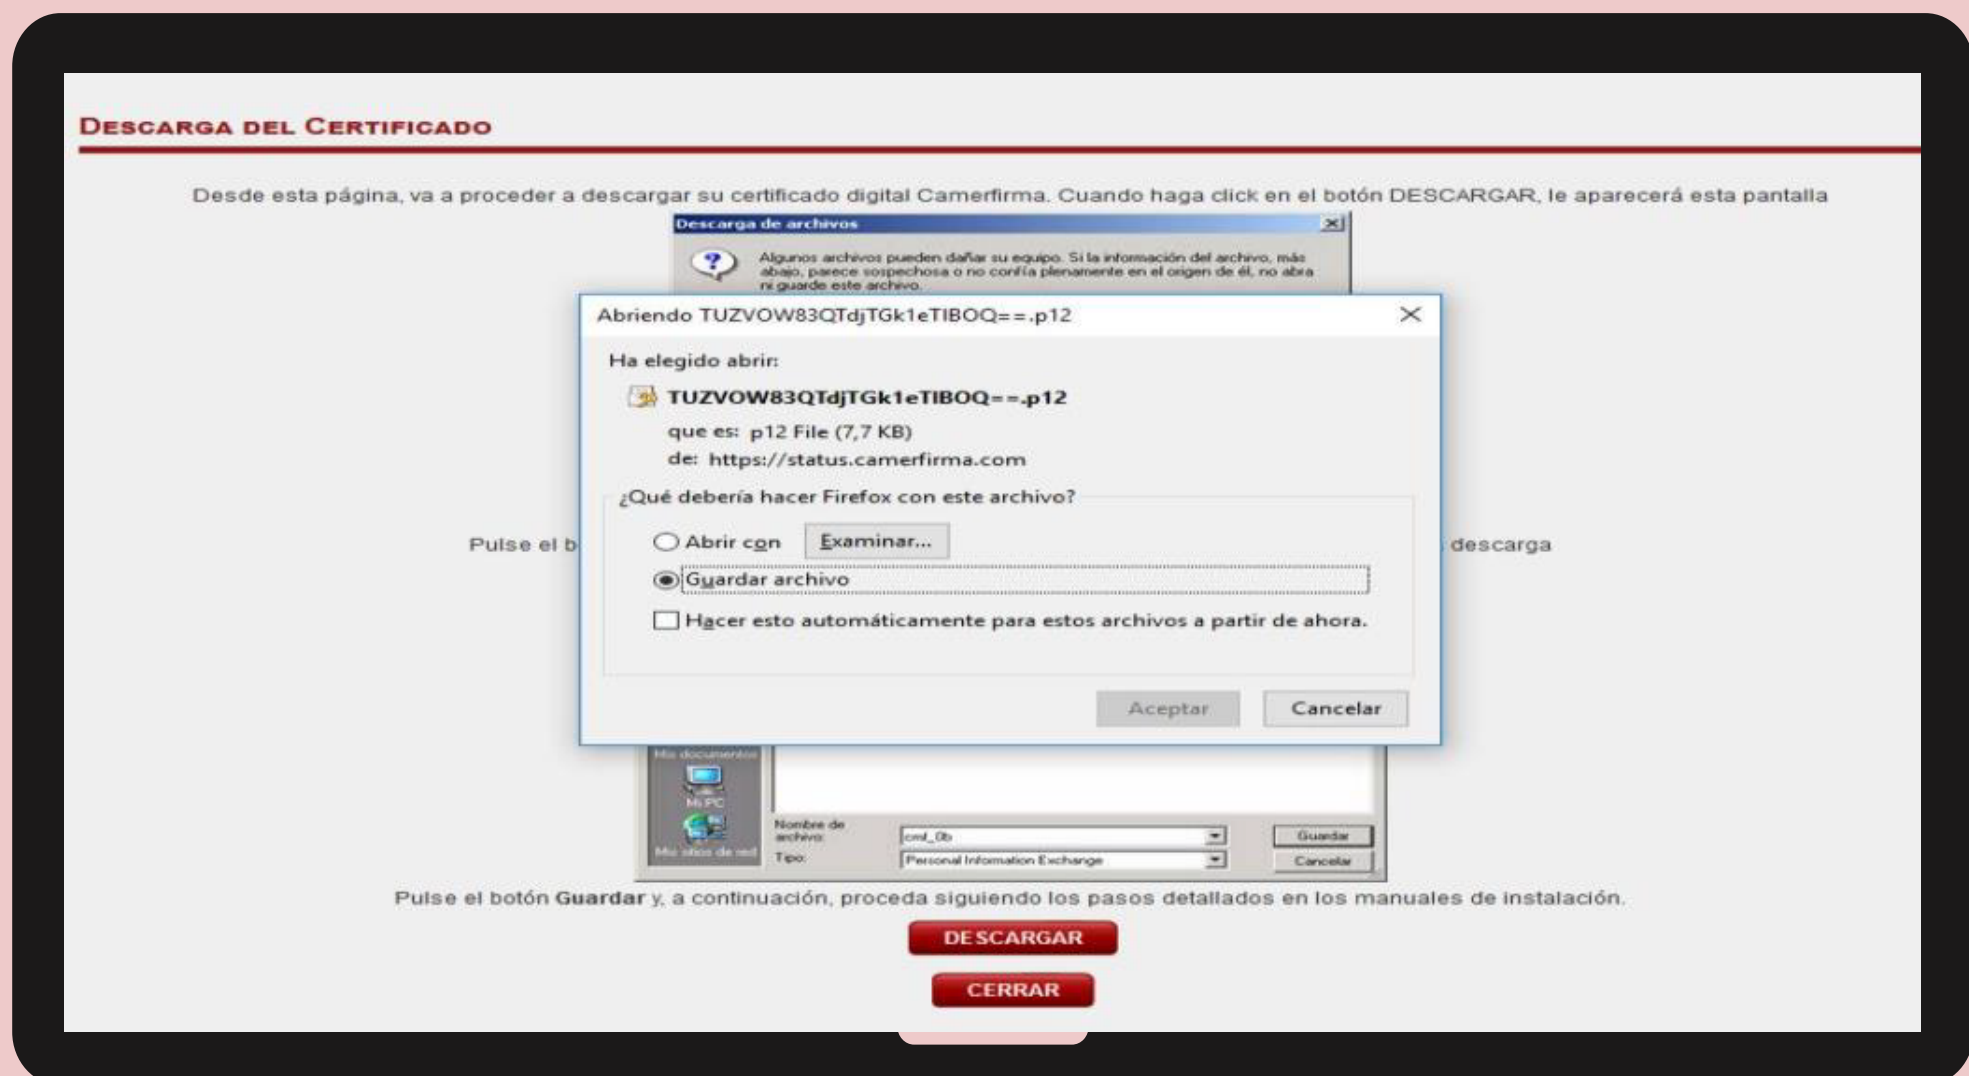 DESCARGA DEL CERTIFICADO
Desde esta página, va a proceder a descargar su certificado digital Camerfirma. Cuando haga click en el botón DESCARGAR, le aparecerá esta pantalla
Descarga de archivos
Algunos archivos pueden dañar su equipo. Si la información del archivo, más
abajo, parece sospechosa o no confía plenamente en el origen de él, no abra
ni guarde este archivo.
Abriendo TUZVOW83QTdjTGk1eTlBOQ==.p12
Ha elegido abrir:
TUZVOW83QTdjTGk1eTlBOQ==.p12
que es: p12 File (7,7 KB)
de: https://status.camerfirma.com
¿Qué debería hacer Firefox con este archivo?
Pulse el b
Abrir con Examinar...
descarga
Guardar archivo
Hacer esto automáticamente para estos archivos a partir de ahora.
Aceptar Cancelar
Mis documentos
Mi PC
Mis sitios de red
Nombre de
archivo: cmf_0b Guardar
Tipo: Personal Information Exchange Cancelar
Pulse el botón Guardar y, a continuación, proceda siguiendo los pasos detallados en los manuales de instalación.
DESCARGAR
CERRAR